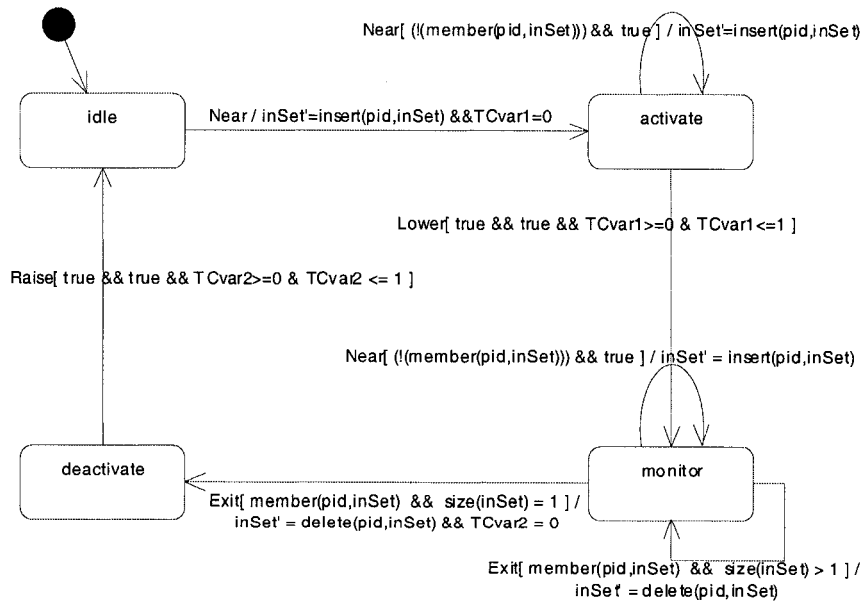 Near[ (!(member(pid,inSet))) && true ] / inSet'=insert(pid,inSet)
idle
Near / inSet'=insert(pid,inSet) &&TCvar1=0
activate
Lower[ true && true && TCvar1>=0 & TCvar1<=1 ]
Raise[ true && true && TCvar2>=0 & TCvar2 <= 1 ]
Near[ (!(member(pid,inSet))) && true ] / inSet' = insert(pid,inSet)
deactivate
monitor
Exit[ member(pid,inSet) && size(inSet) = 1 ] /
inSet' = delete(pid,inSet) && TCvar2 = 0
Exit[ member(pid,inSet) && size(inSet) > 1 ] /
inSet' = delete(pid,inSet)